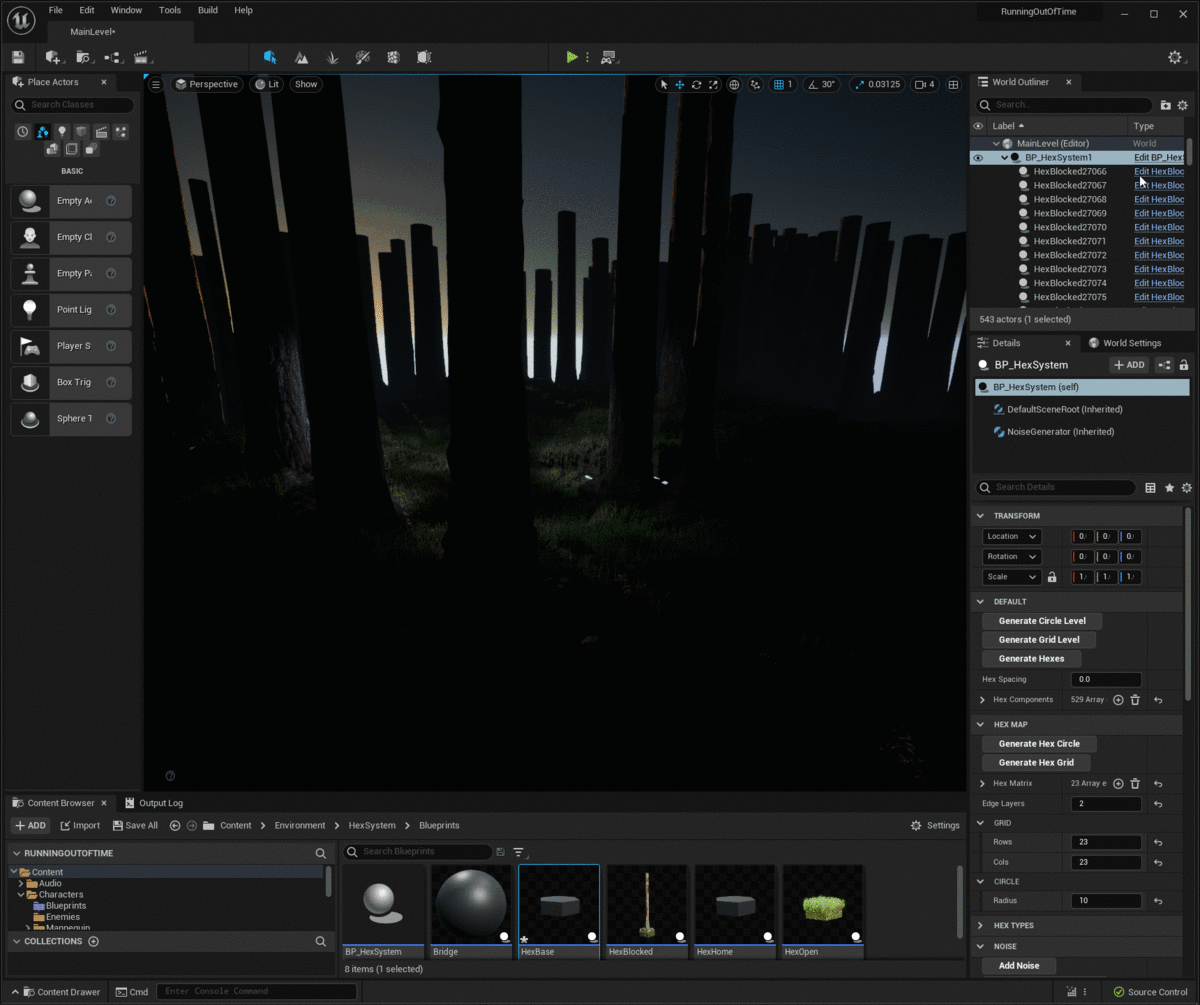 File Edit Window Tools Build Help
RunningOutOfTime
MainLevel*
Place Actors
Search Classes
BASIC
Empty Ac
Empty Cl
Empty Pa
Point Lig
Player S
Box Trig
Sphere T
Perspective Lit Show
1 30° 0.03125 4
World Outliner
Search...
Label Type
MainLevel (Editor) World
BP_HexSystem1 Edit BP_Hex
HexBlocked27066 Edit HexBloc
HexBlocked27067 Edit HexBloc
HexBlocked27068 Edit HexBloc
HexBlocked27069 Edit HexBloc
HexBlocked27070 Edit HexBloc
HexBlocked27071 Edit HexBloc
HexBlocked27072 Edit HexBloc
HexBlocked27073 Edit HexBloc
HexBlocked27074 Edit HexBloc
HexBlocked27075 Edit HexBloc
543 actors (1 selected)
Details World Settings
BP_HexSystem ADD
BP_HexSystem (self)
DefaultSceneRoot (Inherited)
NoiseGenerator (Inherited)
Search Details
TRANSFORM
Location 0. 0. 0.
Rotation 0. 0. 0.
Scale 1. 1. 1.
DEFAULT
Generate Circle Level
Generate Grid Level
Generate Hexes
Hex Spacing 0.0
Hex Components 529 Array
HEX MAP
Generate Hex Circle
Generate Hex Grid
Hex Matrix 23 Array e
Edge Layers 2
GRID
Rows 23
Cols 23
CIRCLE
Radius 10
HEX TYPES
NOISE
Add Noise
Content Browser Output Log
ADD Import Save All Content Environment HexSystem Blueprints Settings
RUNNINGOUTOFTIME
Content
Audio
Characters
Blueprints
Enemies
Mannequin
COLLECTIONS
Search Blueprints
BP_HexSystem Bridge HexBase HexBlocked HexHome HexOpen
8 items (1 selected)
Content Drawer Cmd Enter Console Command Source Control